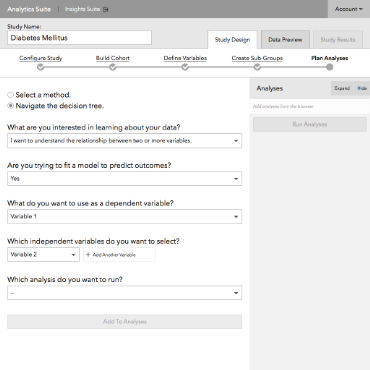 Analytics Suite | Insights Suite Account
Study Name:
Diabetes Mellitus
Study Design Data Preview Study Results
Configure Study Build Cohort Define Variables Create Sub-Groups Plan Analyses
Select a method.
Navigate the decision tree.
Analyses Expand Hide
Add analyses from the browser
Run Analyses
What are you interested in learning about your data?
I want to understand the relationship between two or more variables.
Are you trying to fit a model to predict outcomes?
Yes
What do you want to use as a dependent variable?
Variable 1
Which independent variables do you want to select?
Variable 2 + Add Another Variable
Which analysis do you want to run?
--
Add To Analyses